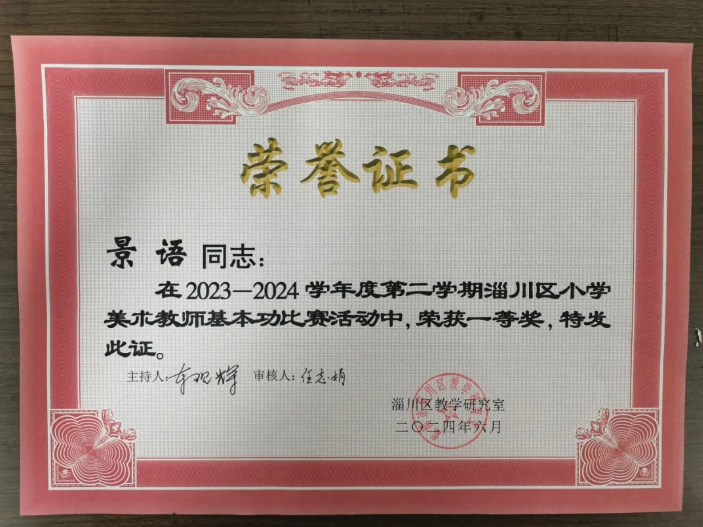 荣誉证书
景语 同志：
在2023—2024学年度第二学期淄川区小学
美术教师基本功比赛活动中，荣获一等奖，特发
此证。
主持人： 审核人：任志娟
淄川区教学研究室
二〇二四年六月